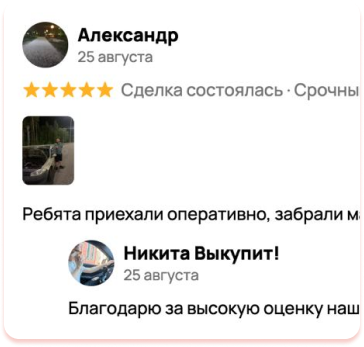 Александр
25 августа
Сделка состоялась · Срочны
Ребята приехали оперативно, забрали м
Никита Выкупит!
25 августа
Благодарю за высокую оценку наш